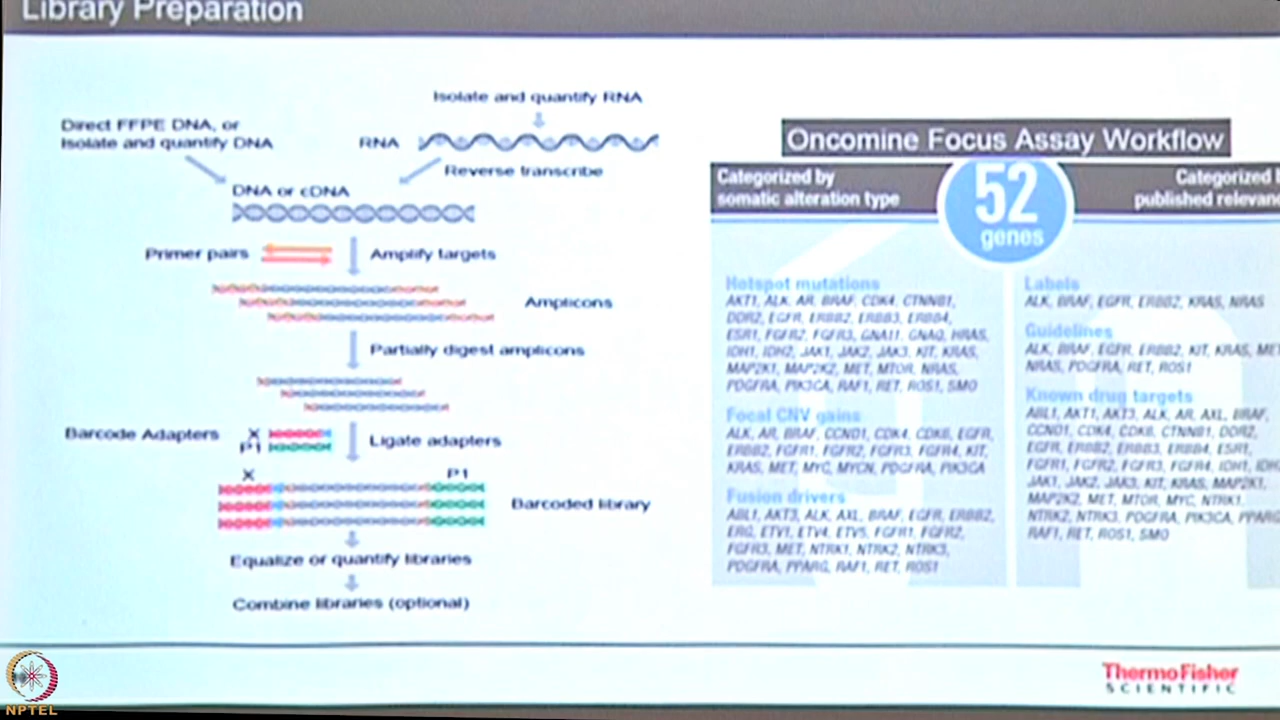 Library Preparation
Isolate and quantify RNA
Direct FFPE DNA, or
Isolate and quantify DNA
RNA
Reverse transcribe
DNA or cDNA
Primer pairs
Amplify targets
Amplicons
Partially digest amplicons
Barcode Adapters
X
P1
Ligate adapters
X
P1
Barcoded library
Equalize or quantify libraries
Combine libraries (optional)
Oncomine Focus Assay Workflow
Categorized by
somatic alteration type
52
genes
Categorized
published
Hotspot mutations
AKT1, ALK, AR, BRAF, CDK4, CTNNB1,
DDR2, EGFR, ERBB2, ERBB3, ERBB4,
ESR1, FGFR2, FGFR3, GNA11, GNAQ, HRAS,
IDH1, IDH2, JAK1, JAK2, JAK3, KIT, KRAS,
MAP2K1, MAP2K2, MET, MTOR, NRAS,
PDGFRA, PIK3CA, RAF1, RET, ROS1, SMO
Focal CNV gains
ALK, AR, BRAF, CCND1, CDK4, CDK6, EGFR,
ERBB2, FGFR1, FGFR2, FGFR3, FGFR4, KIT,
KRAS, MET, MYC, MYCN, PDGFRA, PIK3CA
Fusion drivers
ABL1, AKT3, ALK, AXL, BRAF, EGFR, ERBB2,
ERG, ETV1, ETV4, ETV5, FGFR1, FGFR2,
FGFR3, MET, NTRK1, NTRK2, NTRK3,
PDGFRA, PPARG, RAF1, RET, ROS1
Labels
ALK, BRAF, EGFR, ERBB2, KRAS, NRAS
Guidelines
ALK, BRAF, EGFR, ERBB2, KIT, KRAS, MET
NRAS, PDGFRA, RET, ROS1
Known drug targets
ABL1, AKT1, AKT3, ALK, AR, AXL, BRAF,
CCND1, CDK4, CDK6, CTNNB1, DDR2,
EGFR, ERBB2, ERBB3, ERBB4, ESR1,
FGFR1, FGFR2, FGFR3, FGFR4, IDH1,
JAK1, JAK2, JAK3, KIT, KRAS, MAP2K1,
MAP2K2, MET, MTOR, MYC, NTRK1,
NTRK2, NTRK3, PDGFRA, PIK3CA, PPARG
RAF1, RET, ROS1, SMO
ThermoFisher
SCIENTIFIC
NPTEL